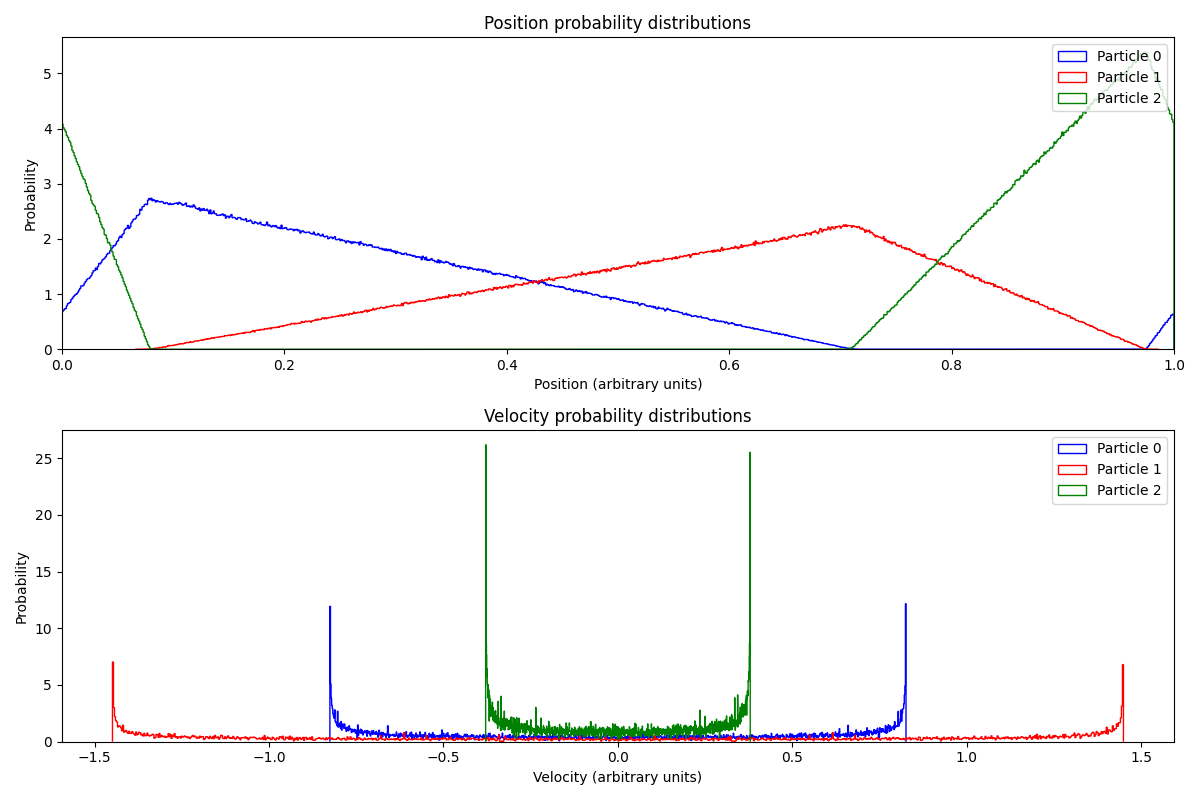 Position probability distributions
Probability
5
4
3
2
1
0
Particle 0
Particle 1
Particle 2
0.0 0.2 0.4 0.6 0.8 1.0
Position (arbitrary units)
Velocity probability distributions
Probability
25
20
15
10
5
0
Particle 0
Particle 1
Particle 2
−1.5 −1.0 −0.5 0.0 0.5 1.0 1.5
Velocity (arbitrary units)